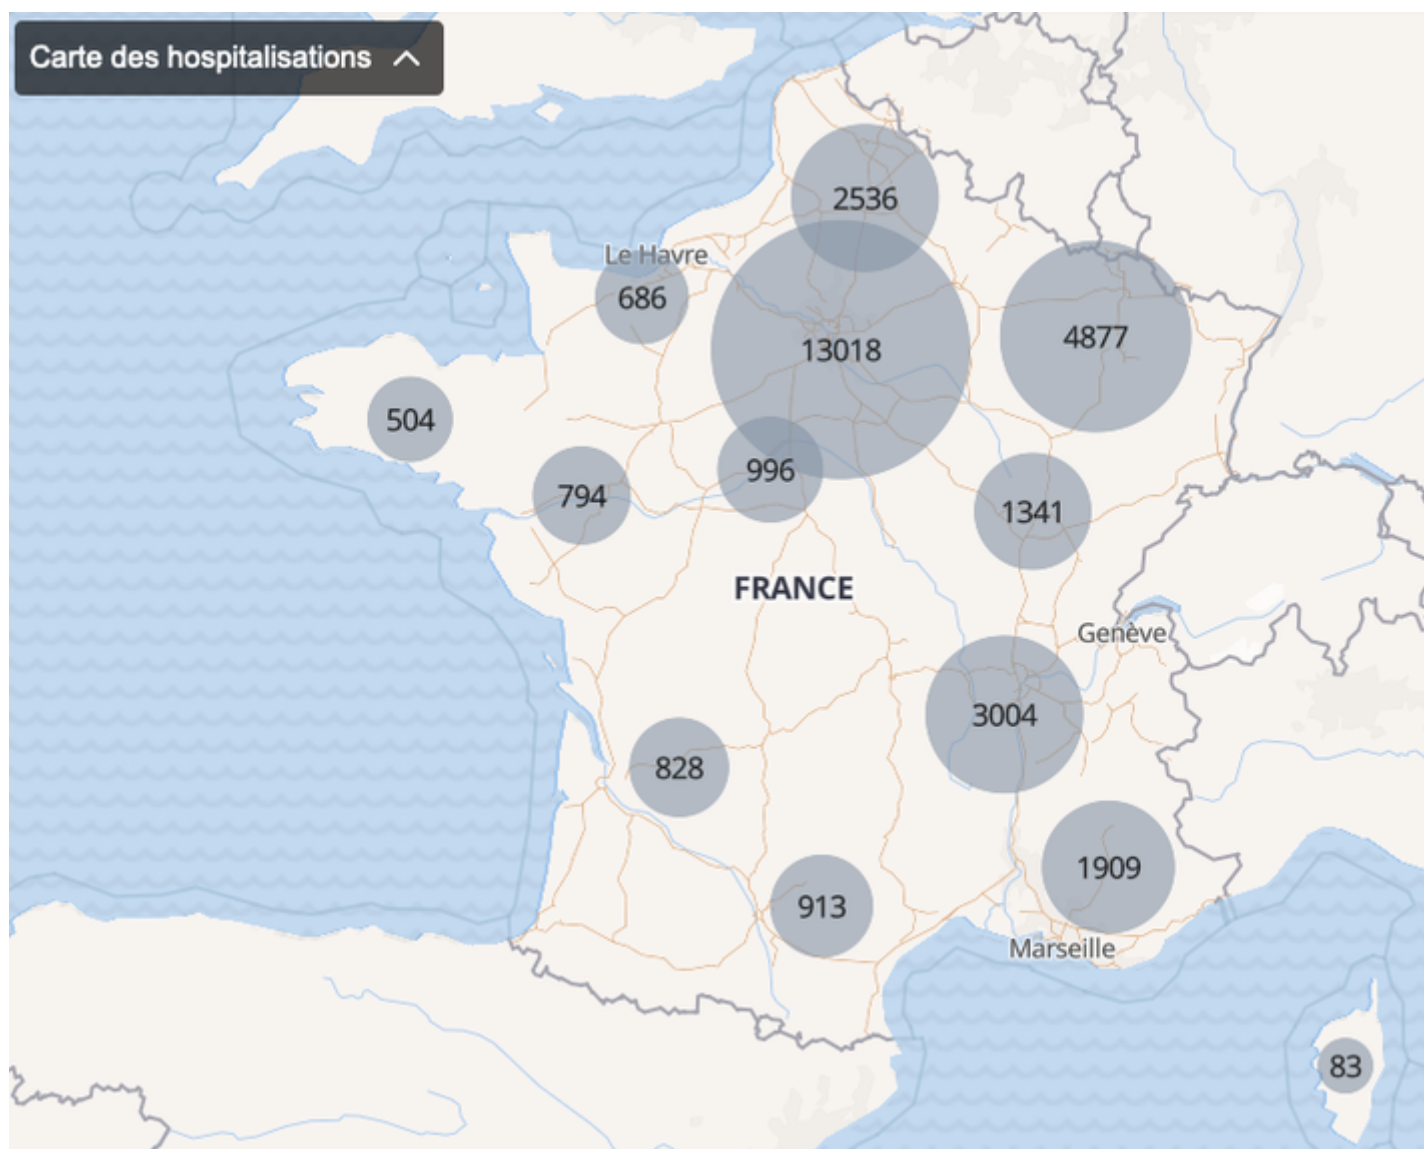 Carte des hospitalisations
2536
Le Havre
686
4877
13018
504
996
794
1341
FRANCE
Genève
3004
828
1909
913
Marseille
83